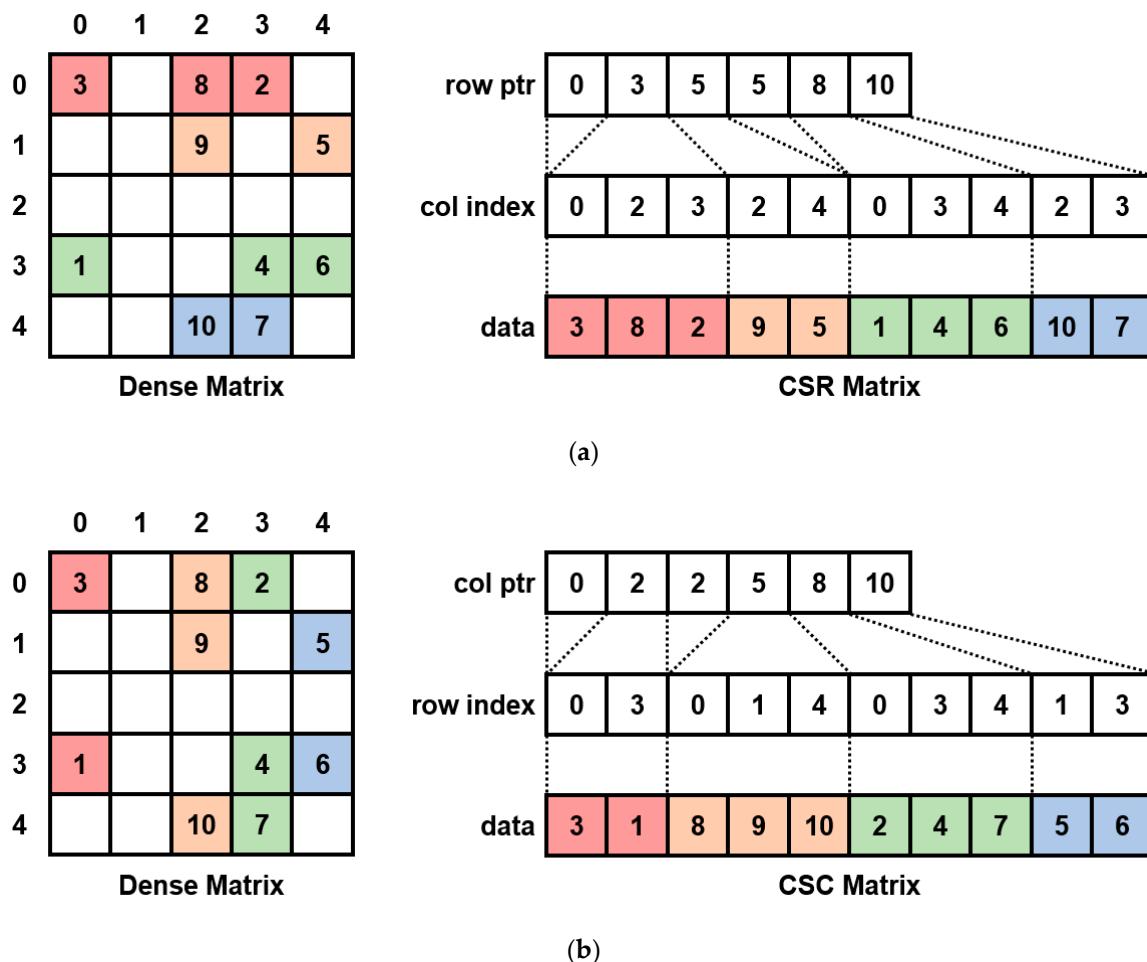 0 1 2 3 4
0 3 8 2
1 9 5
2
3 1 4 6
4 10 7
Dense Matrix
row ptr 0 3 5 5 8 10
col index 0 2 3 2 4 0 3 4 2 3
data 3 8 2 9 5 1 4 6 10 7
CSR Matrix
(a)
0 1 2 3 4
0 3 8 2
1 9 5
2
3 1 4 6
4 10 7
Dense Matrix
col ptr 0 2 2 5 8 10
row index 0 3 0 1 4 0 3 4 1 3
data 3 1 8 9 10 2 4 7 5 6
CSC Matrix
(b)